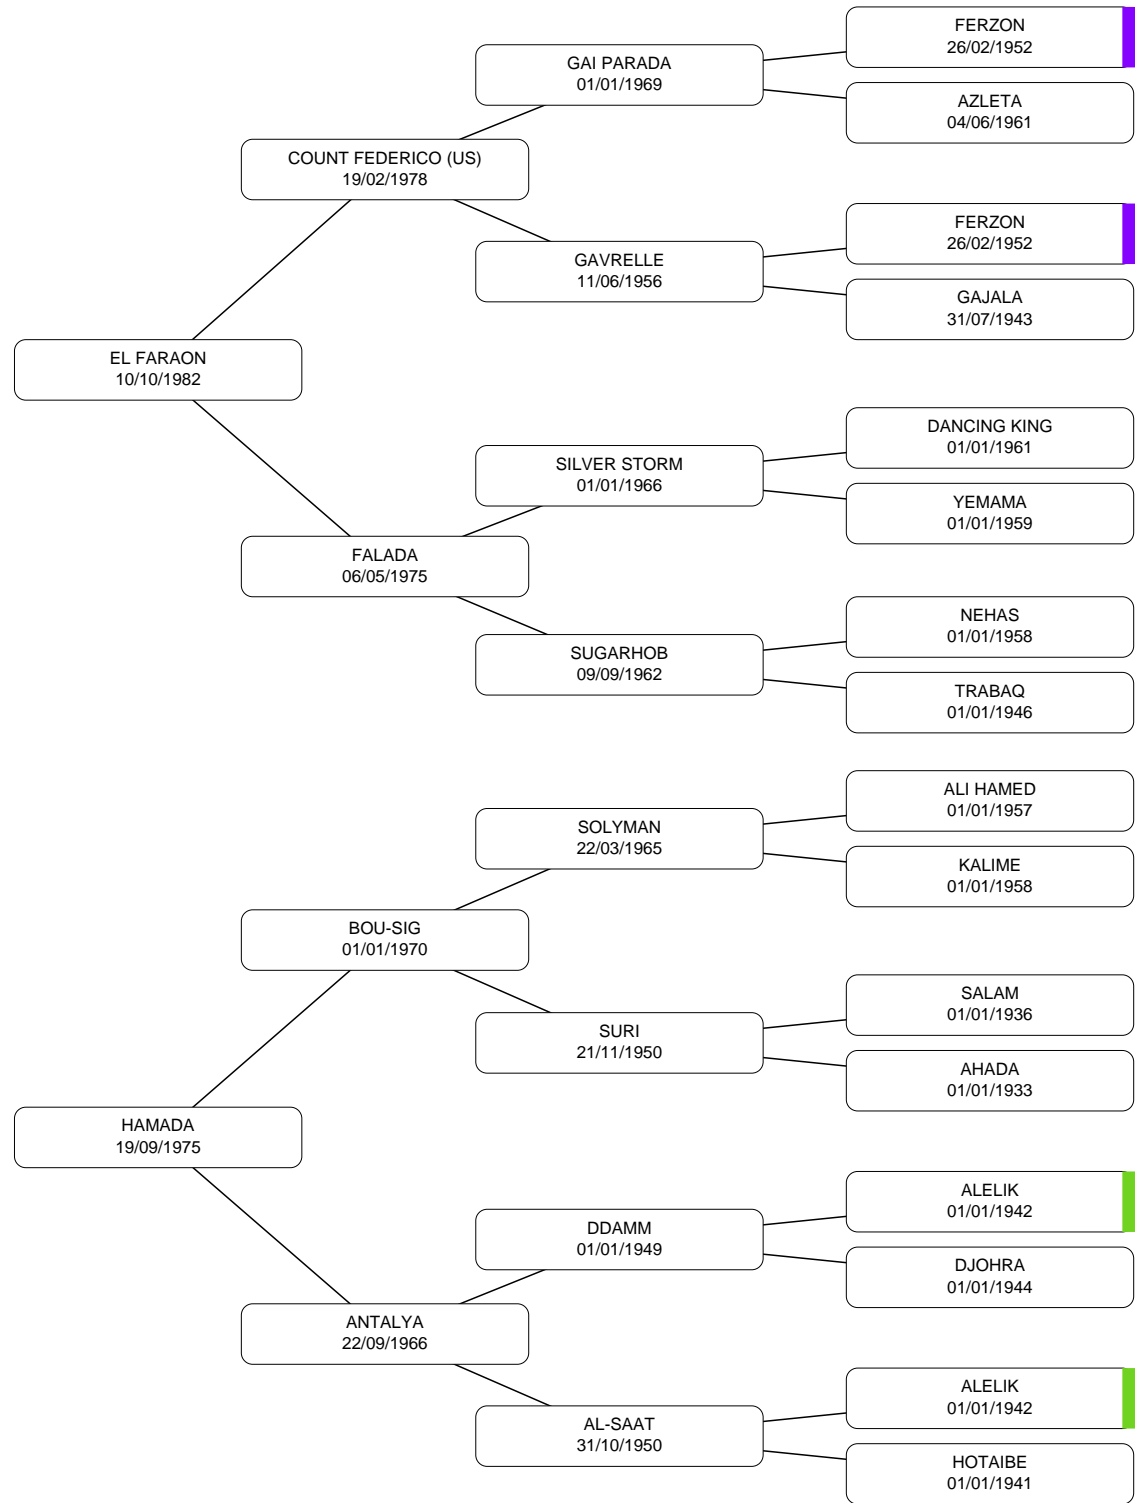 FERZON
26/02/1952
GAI PARADA
01/01/1969
AZLETA
04/06/1961
COUNT FEDERICO (US)
19/02/1978
FERZON
26/02/1952
GAVRELLE
11/06/1956
GAJALA
31/07/1943
EL FARAON
10/10/1982
DANCING KING
01/01/1961
SILVER STORM
01/01/1966
YEMAMA
01/01/1959
FALADA
06/05/1975
NEHAS
01/01/1958
SUGARHOB
09/09/1962
TRABAQ
01/01/1946
ALI HAMED
01/01/1957
SOLYMAN
22/03/1965
KALIME
01/01/1958
BOU-SIG
01/01/1970
SALAM
01/01/1936
SURI
21/11/1950
AHADA
01/01/1933
HAMADA
19/09/1975
ALELIK
01/01/1942
DDAMM
01/01/1949
DJOHRA
01/01/1944
ANTALYA
22/09/1966
ALELIK
01/01/1942
AL-SAAT
31/10/1950
HOTAIBE
01/01/1941